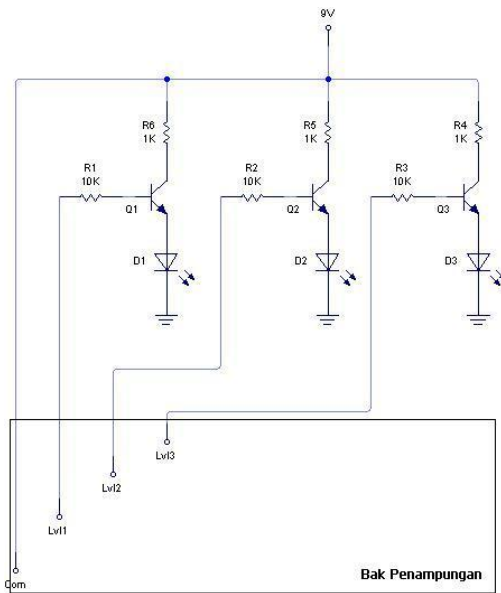 9V
R6
1K
R5
1K
R4
1K
R1
10K
R2
10K
R3
10K
Q1
Q2
Q3
D1
D2
D3
Lvl3
Lvl2
Lvl1
Com
Bak Penampungan